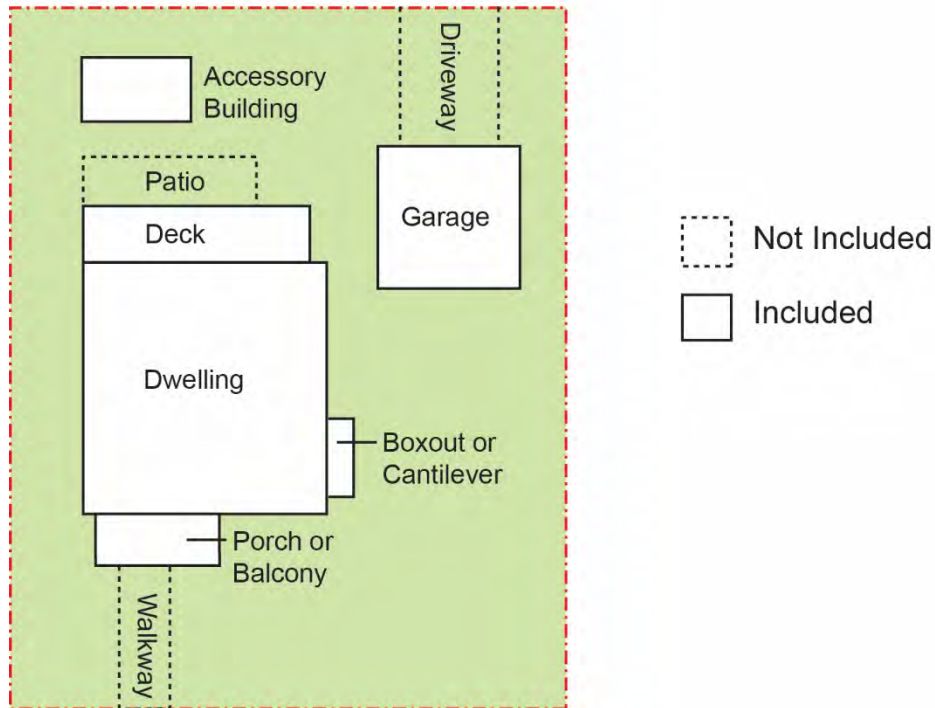 Driveway
Accessory
Building
Patio
Deck
Garage
Dwelling
Boxout or
Cantilever
Porch or
Balcony
Walkway
Not Included
Included